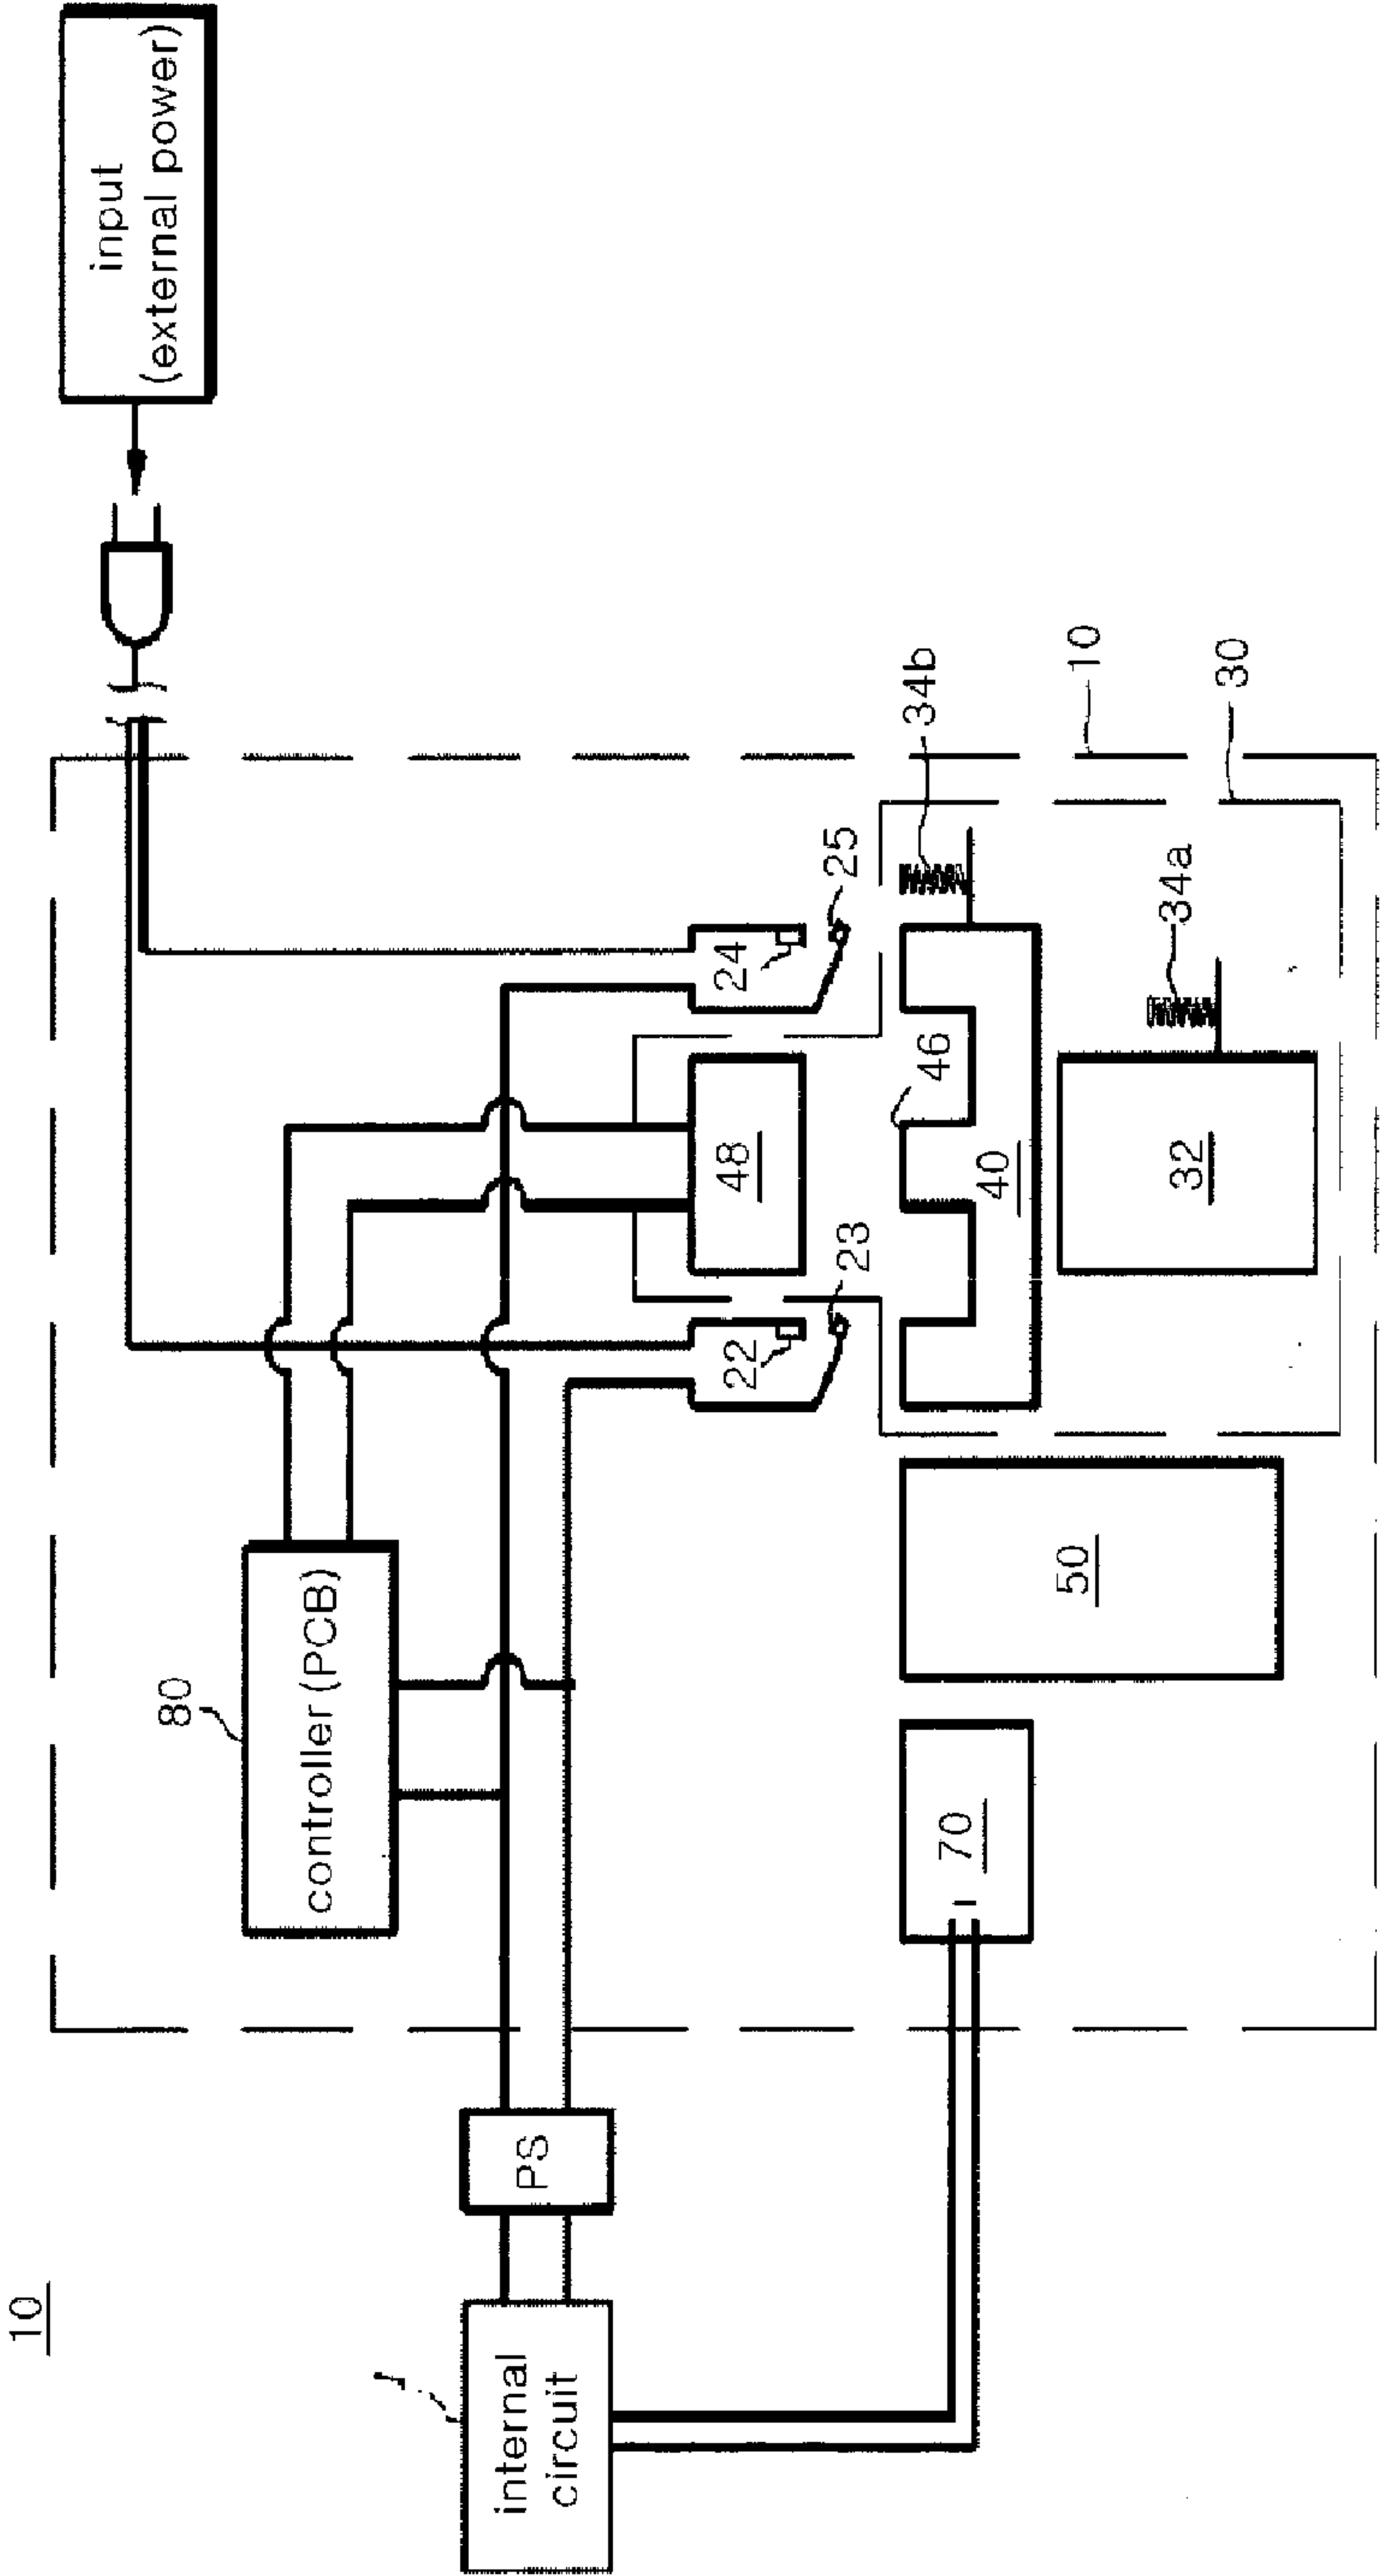 10
input
(external power)
80
controller (PCB)
PS
internal
circuit
I
22
23
48
24
25
46
40
34b
10
30
34a
32
50
70